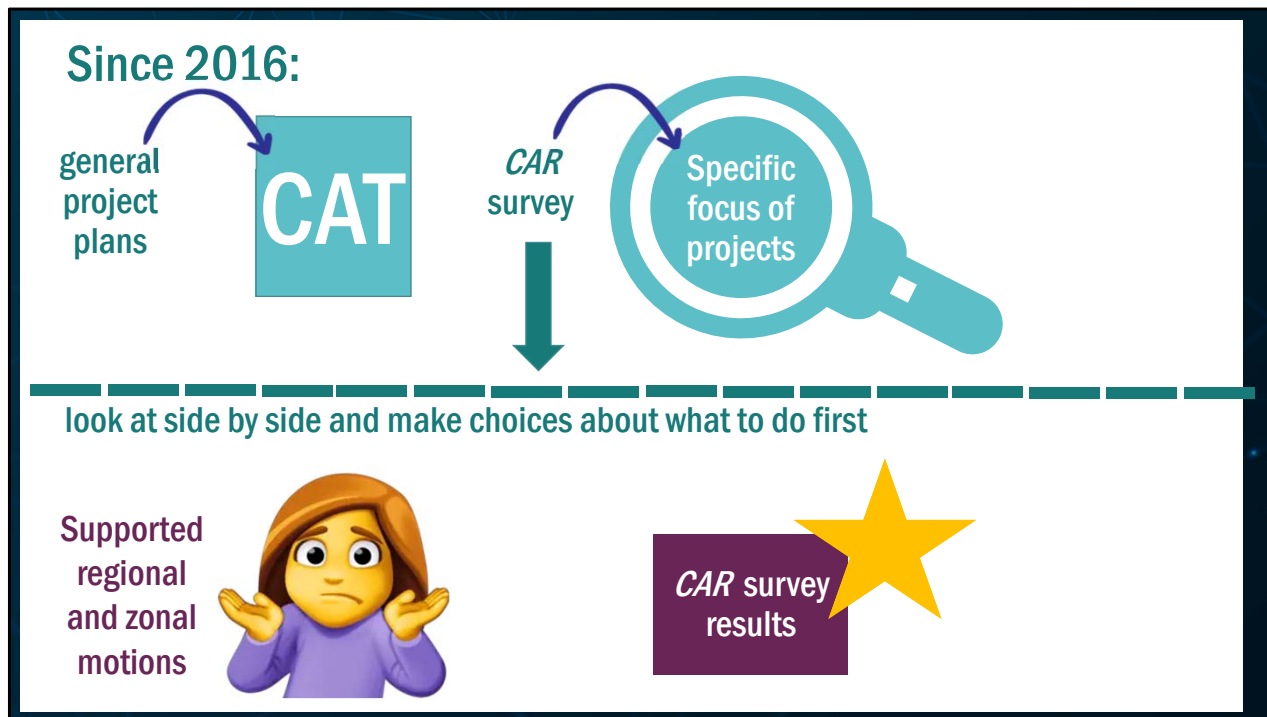 Since 2016:
general
project
plans
CAT
CAR
survey
Specific
focus of
projects
look at side by side and make choices about what to do first
Supported
regional
and zonal
motions
CAR survey
results